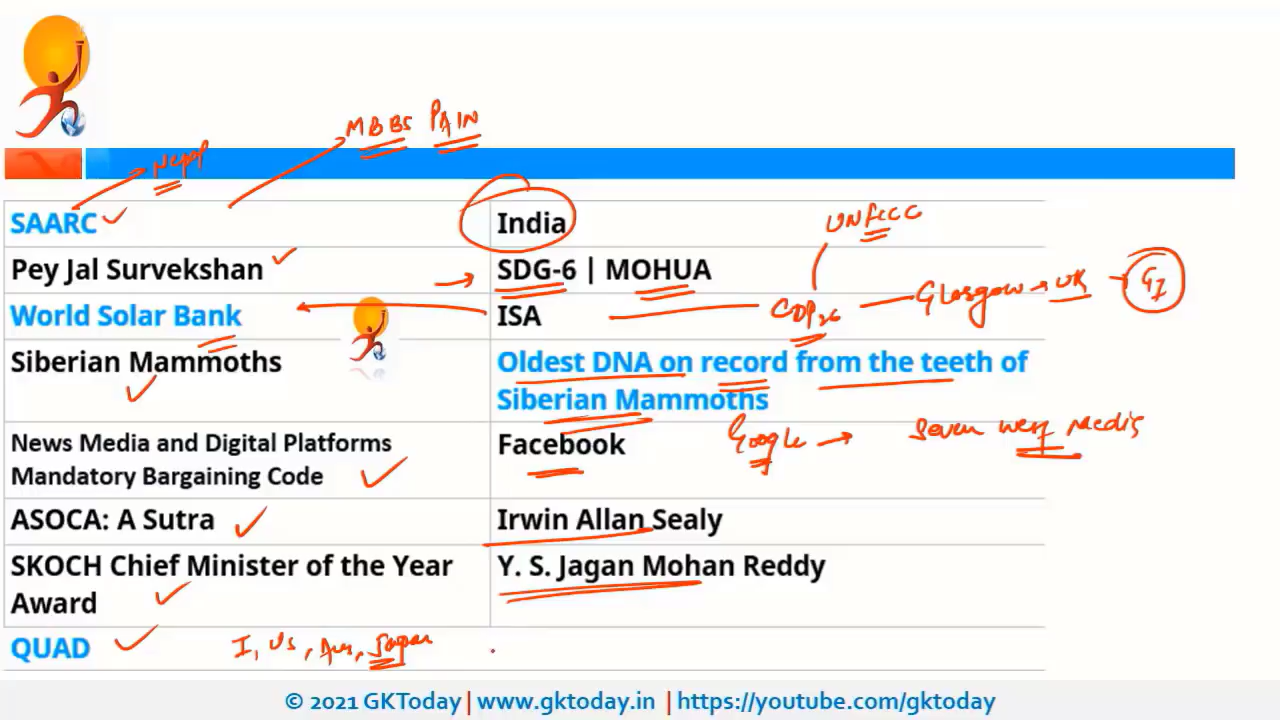 MBBS PAIN
Nepal
SAARC India
UNFCCC
Pey Jal Survekshan SDG-6 | MOHUA
World Solar Bank ISA COP26 Glasgow UK
Siberian Mammoths Oldest DNA on record from the teeth of
Siberian Mammoths
News Media and Digital Platforms
Mandatory Bargaining Code
Facebook Google Seven West Media
ASOCA: A Sutra Irwin Allan Sealy
SKOCH Chief Minister of the Year
Award
Y. S. Jagan Mohan Reddy
QUAD I, US, Aus, Japan
© 2021 GKToday | www.gktoday.in | https://youtube.com/gktoday